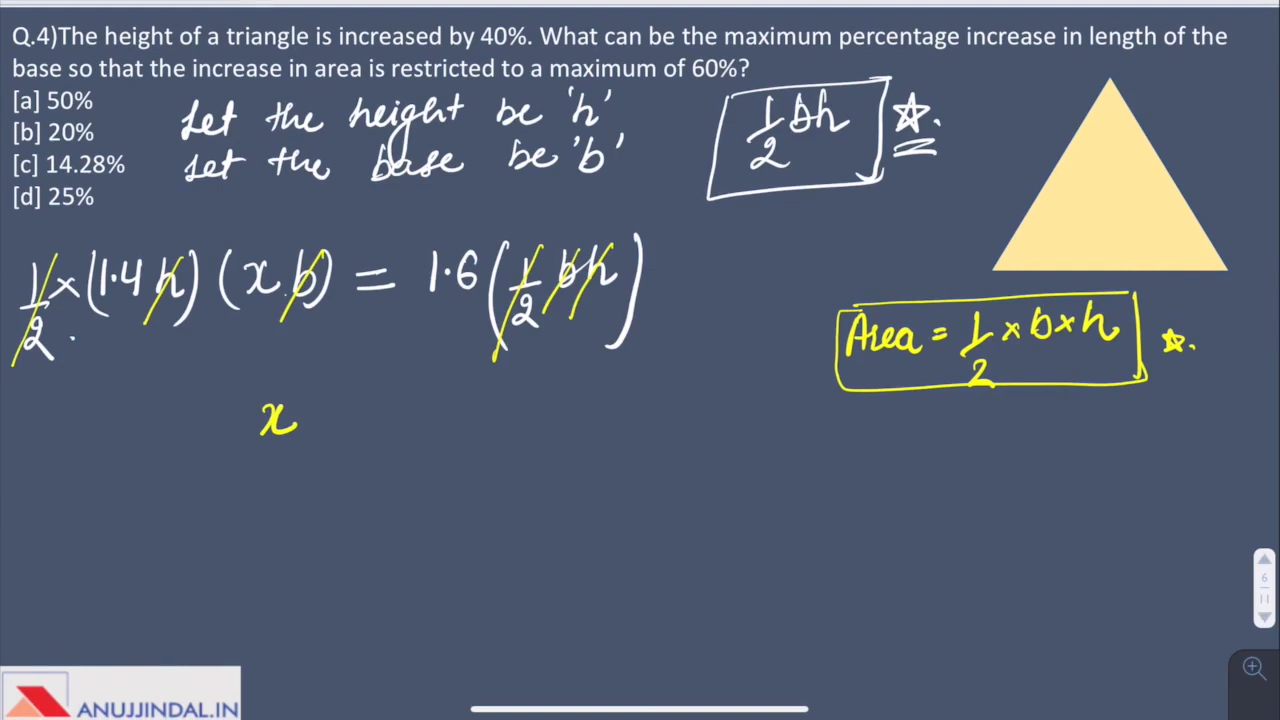 Q.4)The height of a triangle is increased by 40%. What can be the maximum percentage increase in length of the
base so that the increase in area is restricted to a maximum of 60%?
[a] 50%
[b] 20%
[c] 14.28%
[d] 25%
Let the height be 'h'
Let the base be 'b'
1/2 bh
1/2 × (1.4 h) (x b) = 1.6 (1/2 bh)
Area = 1/2 × b × h
x
6
11
ANUJJINDAL.IN